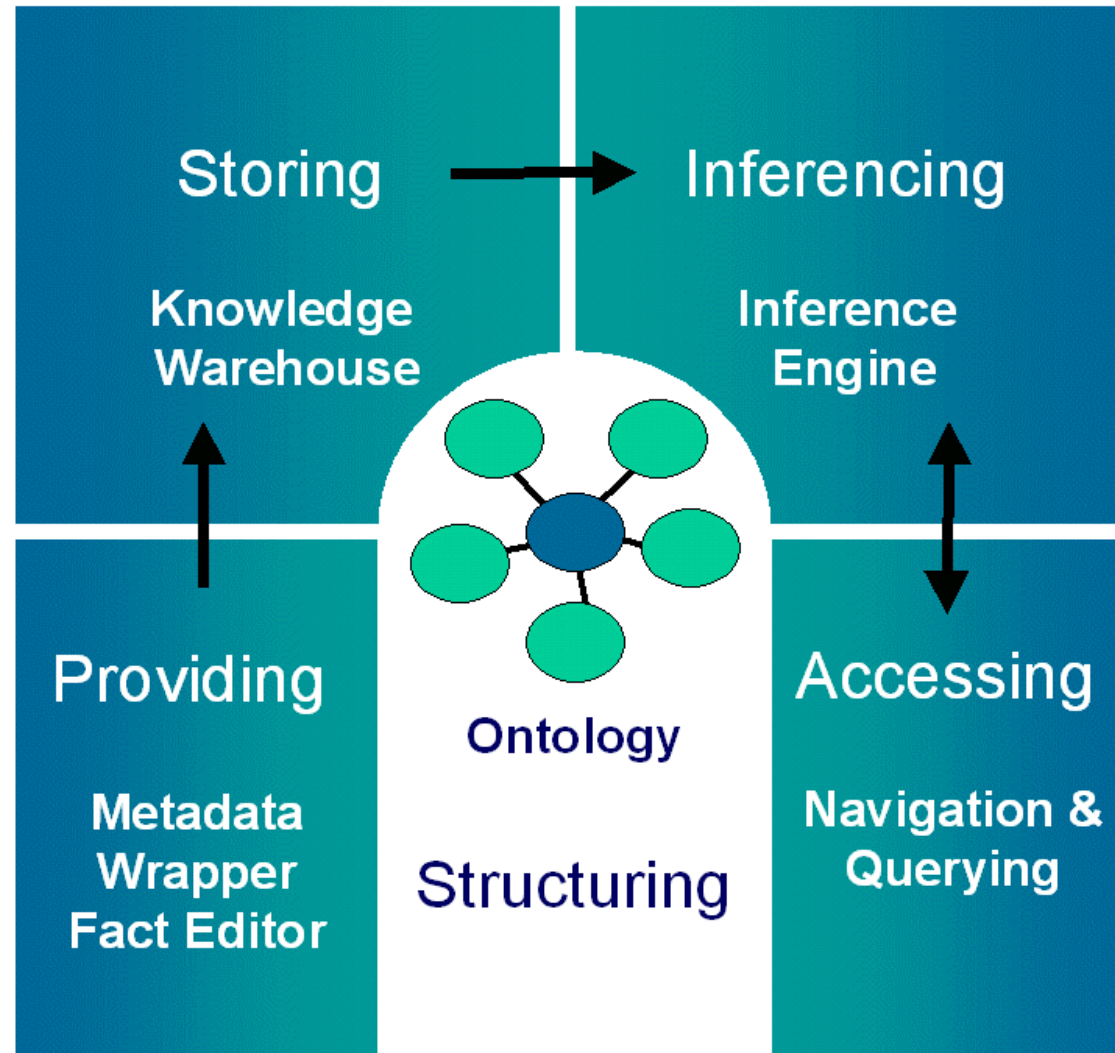 Storing
Inferencing
Knowledge
Warehouse
Inference
Engine
Providing
Metadata
Wrapper
Fact Editor
Ontology
Structuring
Accessing
Navigation &
Querying